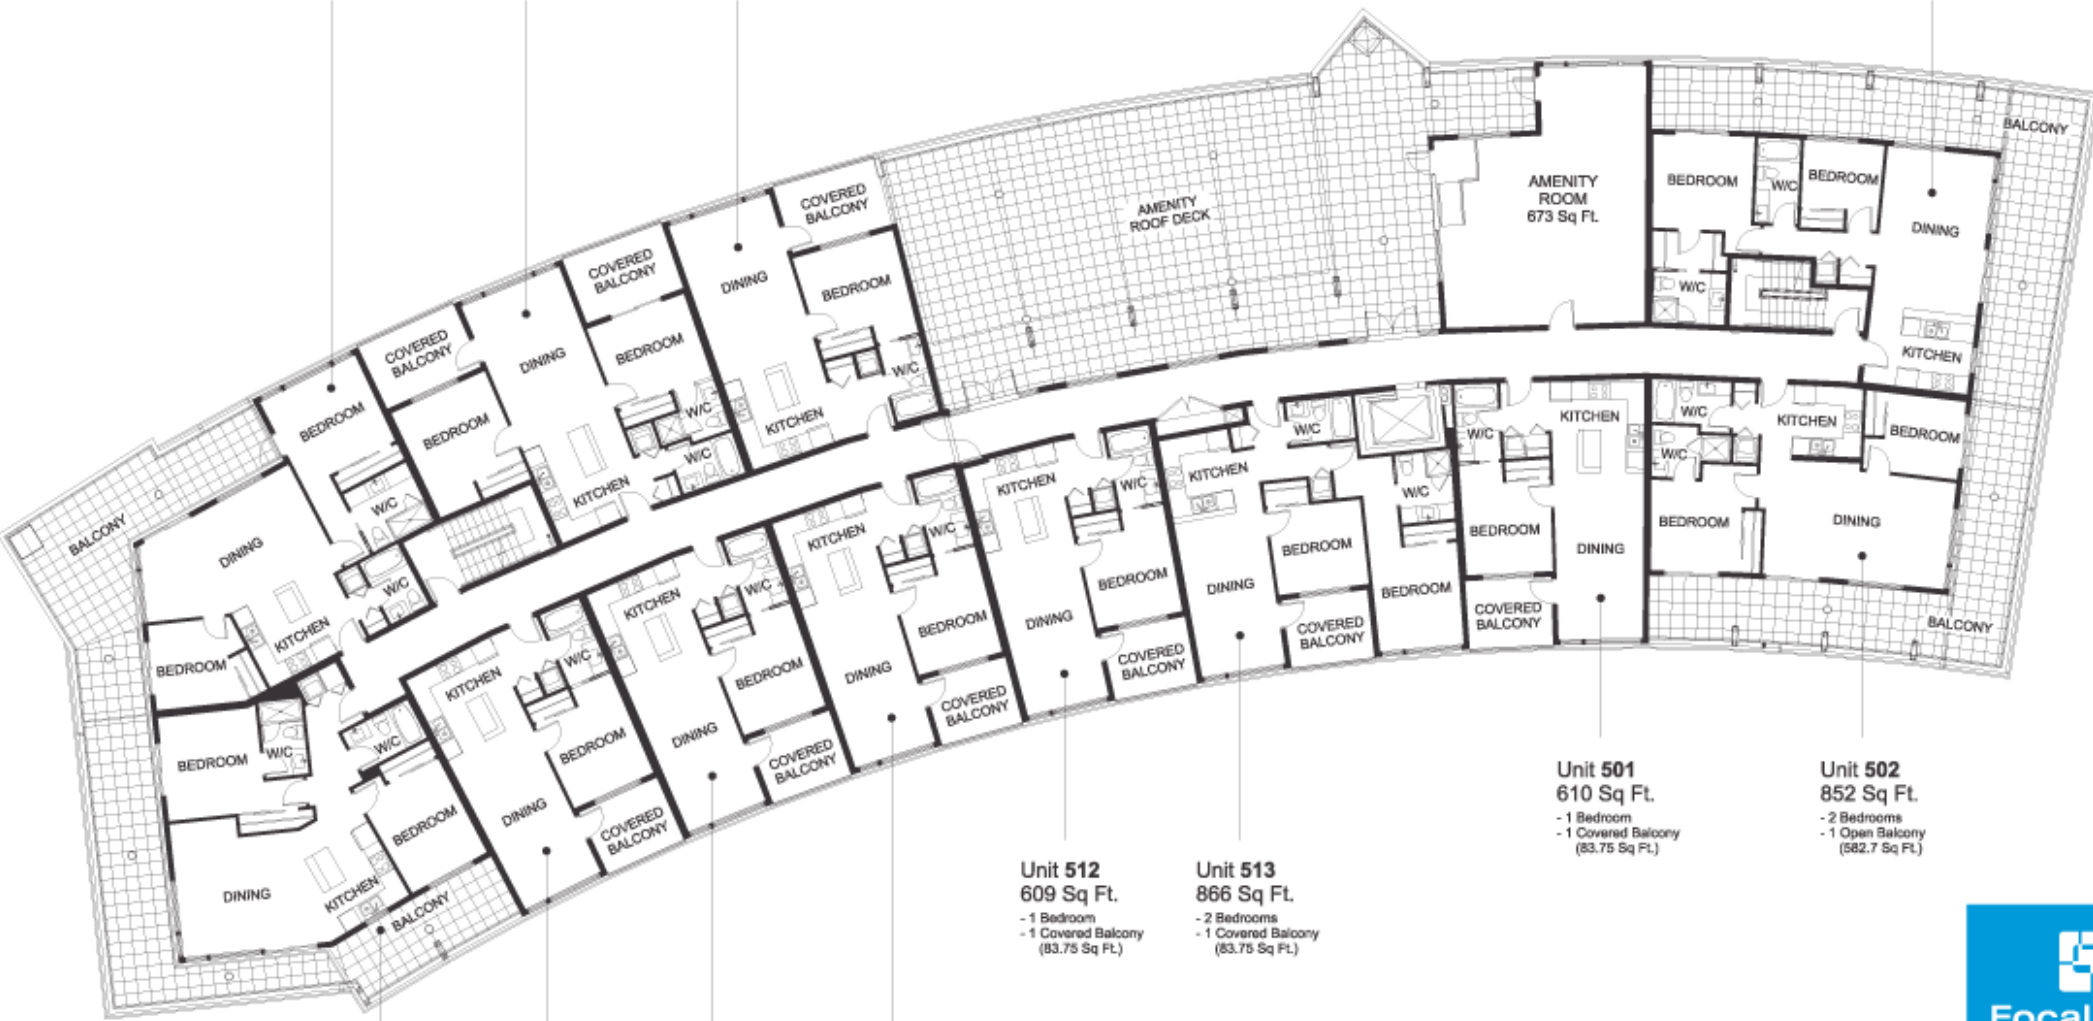 BALCONY
AMENITY
ROOM
673 Sq Ft.
BEDROOM
W/C
BEDROOM
DINING
W/C
KITCHEN
COVERED
BALCONY
AMENITY
ROOF DECK
COVERED
BALCONY
DINING
BEDROOM
W/C
KITCHEN
COVERED
BALCONY
DINING
BEDROOM
BEDROOM
W/C
W/C
KITCHEN
BEDROOM
W/C
BALCONY
DINING
W/C
KITCHEN
BEDROOM
BEDROOM
W/C
W/C
BEDROOM
DINING
KITCHEN
BALCONY
KITCHEN
W/C
BEDROOM
DINING
COVERED
BALCONY
KITCHEN
W/C
BEDROOM
DINING
COVERED
BALCONY
KITCHEN
W/C
BEDROOM
DINING
COVERED
BALCONY
KITCHEN
W/C
BEDROOM
DINING
COVERED
BALCONY
KITCHEN
W/C
W/C
BEDROOM
DINING
BEDROOM
COVERED
BALCONY
W/C
KITCHEN
BEDROOM
DINING
COVERED
BALCONY
W/C
KITCHEN
BEDROOM
W/C
BEDROOM
DINING
BALCONY
Unit 501
610 Sq Ft.
- 1 Bedroom
- 1 Covered Balcony
(83.75 Sq Ft.)
Unit 502
852 Sq Ft.
- 2 Bedrooms
- 1 Open Balcony
(582.7 Sq Ft.)
Unit 512
609 Sq Ft.
- 1 Bedroom
- 1 Covered Balcony
(83.75 Sq Ft.)
Unit 513
866 Sq Ft.
- 2 Bedrooms
- 1 Covered Balcony
(83.75 Sq Ft.)
Focal